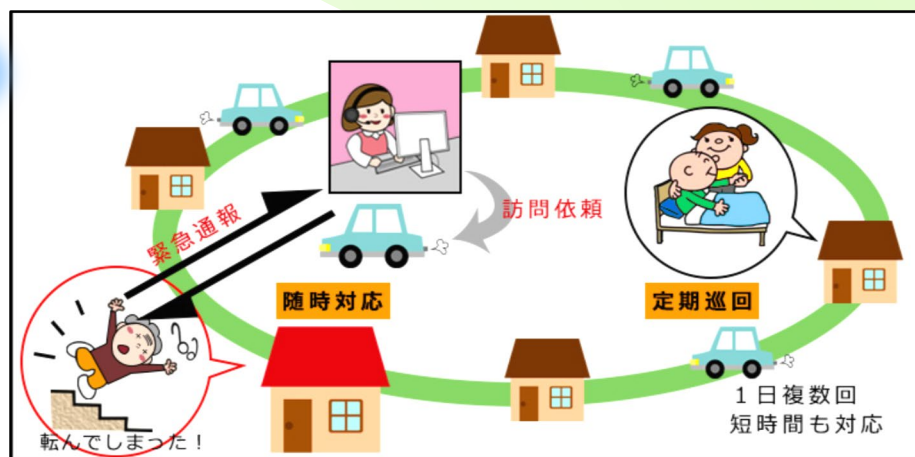 緊急通報
訪問依頼
随時対応
定期巡回
転んでしまった！
１日複数回
短時間も対応